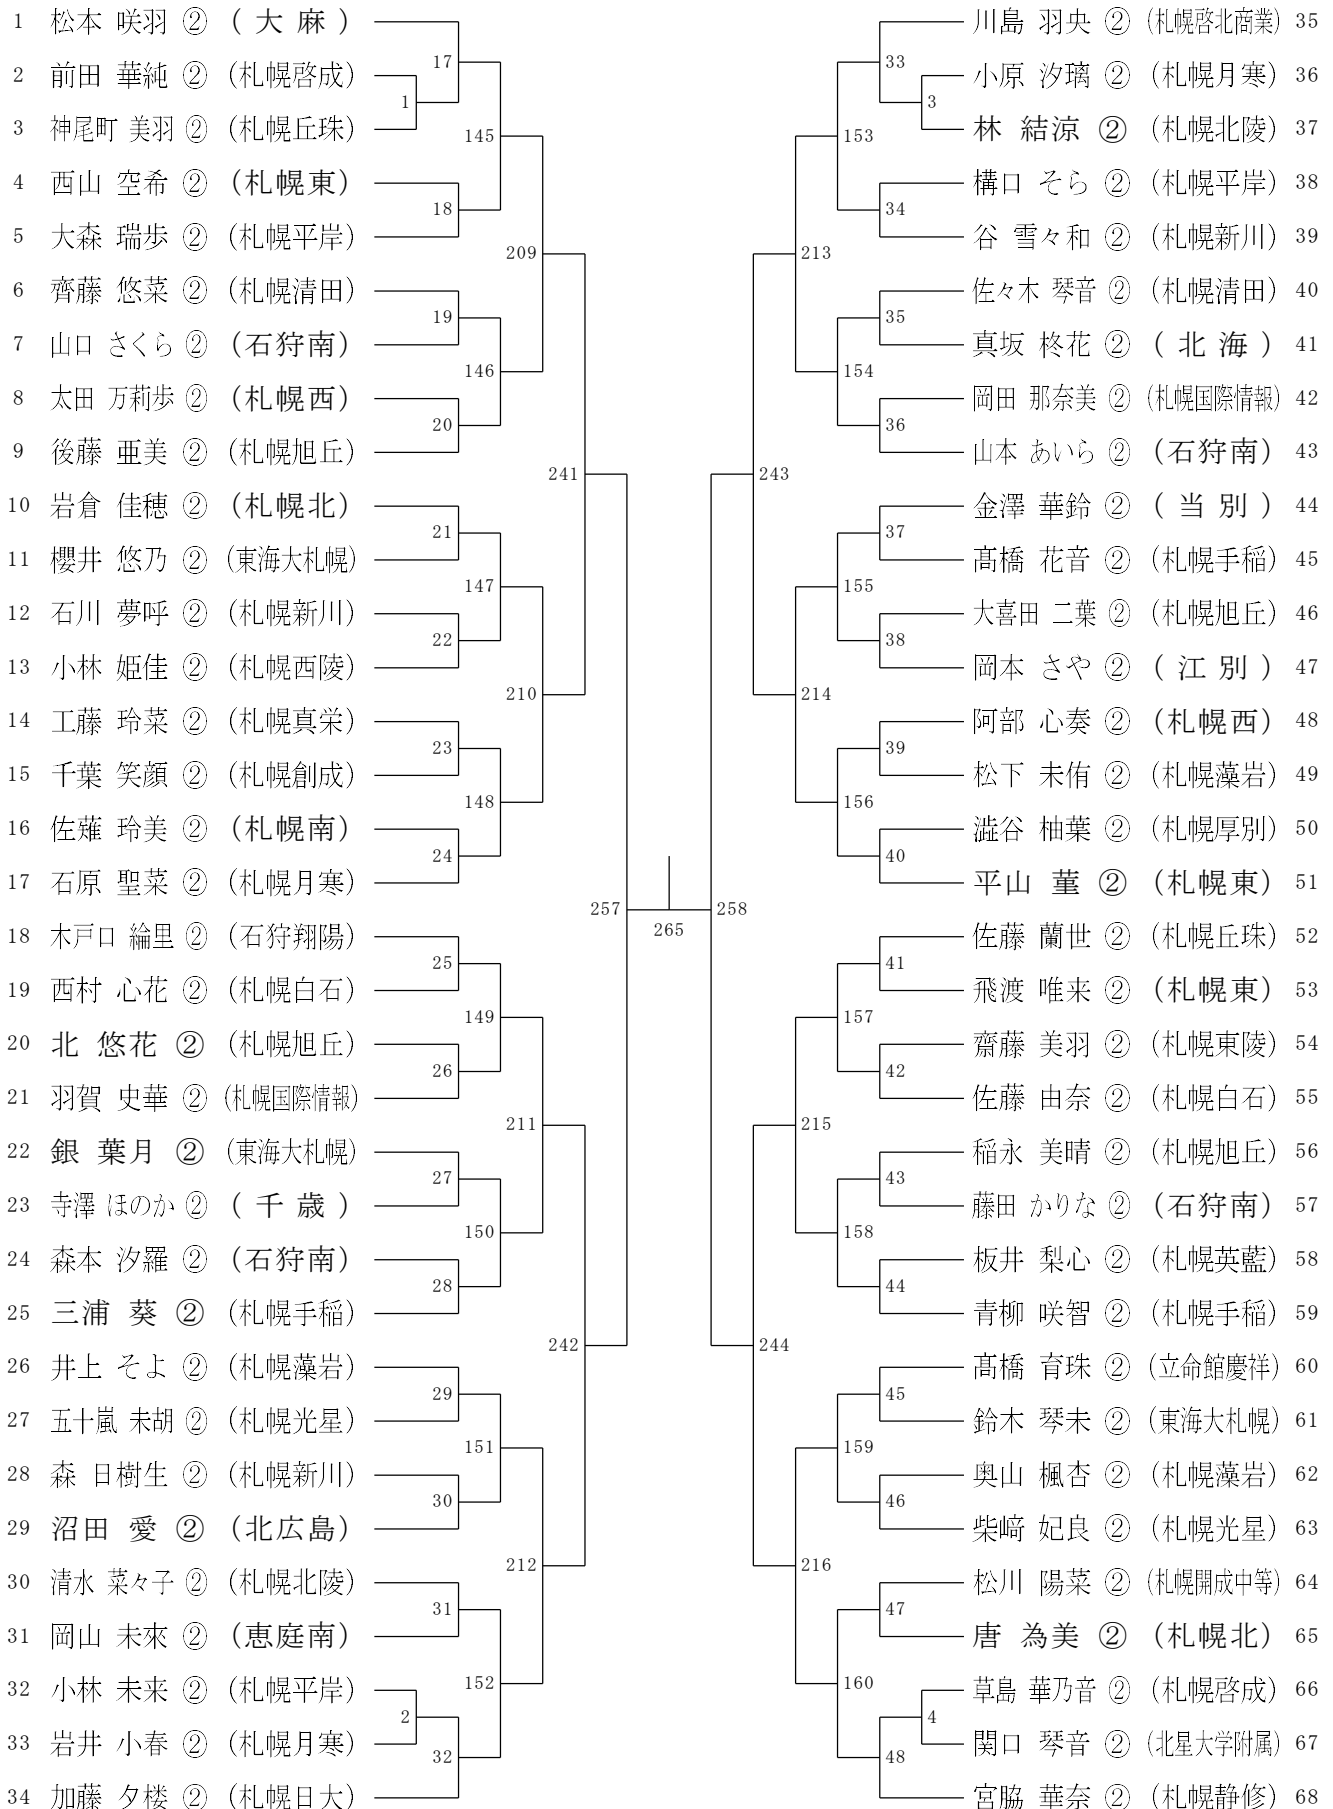 1 松本 咲羽 ② ( 大 麻 )
2 前田 華純 ② (札幌啓成)
3 神尾町 美羽 ② (札幌丘珠)
4 西山 空希 ② (札幌東)
5 大森 瑞歩 ② (札幌平岸)
6 齊藤 悠菜 ② (札幌清田)
7 山口 さくら ② (石狩南)
8 太田 万莉歩 ② (札幌西)
9 後藤 亜美 ② (札幌旭丘)
10 岩倉 佳穂 ② (札幌北)
11 櫻井 悠乃 ② (東海大札幌)
12 石川 夢呼 ② (札幌新川)
13 小林 姫佳 ② (札幌西陵)
14 工藤 玲菜 ② (札幌真栄)
15 千葉 笑顔 ② (札幌創成)
16 佐薙 玲美 ② (札幌南)
17 石原 聖菜 ② (札幌月寒)
18 木戸口 綸里 ② (石狩翔陽)
19 西村 心花 ② (札幌白石)
20 北 悠花 ② (札幌旭丘)
21 羽賀 史華 ② (札幌国際情報)
22 銀 葉月 ② (東海大札幌)
23 寺澤 ほのか ② ( 千 歳 )
24 森本 汐羅 ② (石狩南)
25 三浦 葵 ② (札幌手稲)
26 井上 そよ ② (札幌藻岩)
27 五十嵐 未胡 ② (札幌光星)
28 森 日樹生 ② (札幌新川)
29 沼田 愛 ② (北広島)
30 清水 菜々子 ② (札幌北陵)
31 岡山 未來 ② (恵庭南)
32 小林 未来 ② (札幌平岸)
33 岩井 小春 ② (札幌月寒)
34 加藤 夕楼 ② (札幌日大)
1
2
17
18
19
20
21
22
23
24
25
26
27
28
29
30
31
32
145
146
147
148
149
150
151
152
209
210
211
212
241
242
257
265
258
243
244
213
214
215
216
153
154
155
156
157
158
159
160
33
34
35
36
37
38
39
40
41
42
43
44
45
46
47
48
3
4
川島 羽央 ② (札幌啓北商業) 35
小原 汐璃 ② (札幌月寒) 36
林 結涼 ② (札幌北陵) 37
構口 そら ② (札幌平岸) 38
谷 雪々和 ② (札幌新川) 39
佐々木 琴音 ② (札幌清田) 40
真坂 柊花 ② ( 北 海 ) 41
岡田 那奈美 ② (札幌国際情報) 42
山本 あいら ② (石狩南) 43
金澤 華鈴 ② ( 当 別 ) 44
髙橋 花音 ② (札幌手稲) 45
大喜田 二葉 ② (札幌旭丘) 46
岡本 さや ② ( 江 別 ) 47
阿部 心奏 ② (札幌西) 48
松下 未侑 ② (札幌藻岩) 49
澁谷 柚葉 ② (札幌厚別) 50
平山 菫 ② (札幌東) 51
佐藤 蘭世 ② (札幌丘珠) 52
飛渡 唯来 ② (札幌東) 53
齋藤 美羽 ② (札幌東陵) 54
佐藤 由奈 ② (札幌白石) 55
稲永 美晴 ② (札幌旭丘) 56
藤田 かりな ② (石狩南) 57
板井 梨心 ② (札幌英藍) 58
青柳 咲智 ② (札幌手稲) 59
髙橋 育珠 ② (立命館慶祥) 60
鈴木 琴未 ② (東海大札幌) 61
奥山 楓杏 ② (札幌藻岩) 62
柴﨑 妃良 ② (札幌光星) 63
松川 陽菜 ② (札幌開成中等) 64
唐 為美 ② (札幌北) 65
草島 華乃音 ② (札幌啓成) 66
関口 琴音 ② (北星大学附属) 67
宮脇 華奈 ② (札幌静修) 68